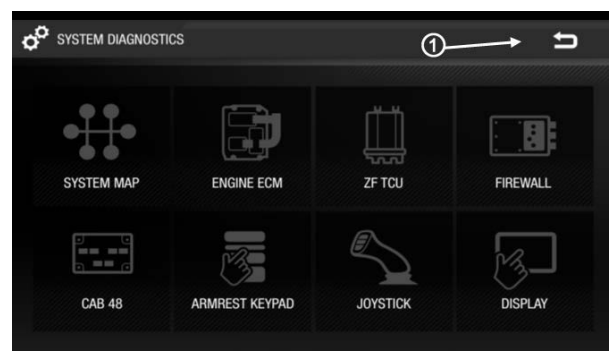 SYSTEM DIAGNOSTICS
1
SYSTEM MAP
ENGINE ECM
ZF TCU
FIREWALL
CAB 48
ARMREST KEYPAD
JOYSTICK
DISPLAY